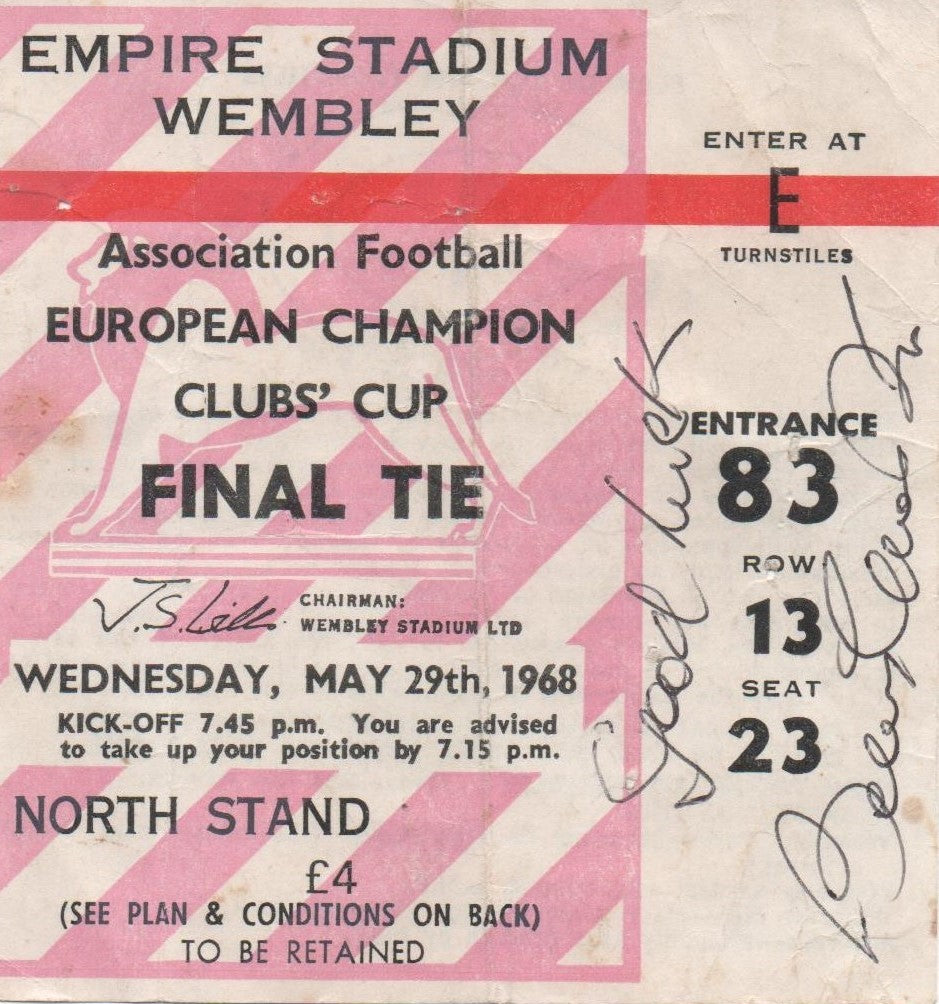 EMPIRE STADIUM
WEMBLEY
Association Football
EUROPEAN CHAMPION
CLUBS' CUP
FINAL TIE
J.S. Lill
CHAIRMAN:
WEMBLEY STADIUM LTD
WEDNESDAY, MAY 29th, 1968
KICK-OFF 7.45 p.m. You are advised
to take up your position by 7.15 p.m.
NORTH STAND
£4
(SEE PLAN & CONDITIONS ON BACK)
TO BE RETAINED
ENTER AT
E
TURNSTILES
ENTRANCE
83
ROW
13
SEAT
23
Good luck